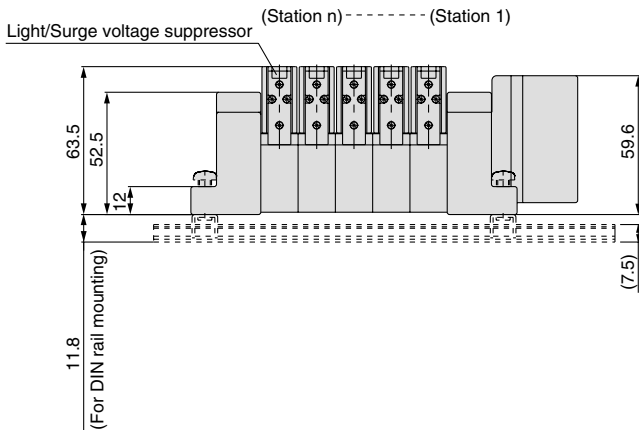 (Station n) - - - - - - - - (Station 1)
Light/Surge voltage suppressor
63.5
52.5
12
59.6
(7.5)
11.8
(For DIN rail mounting)